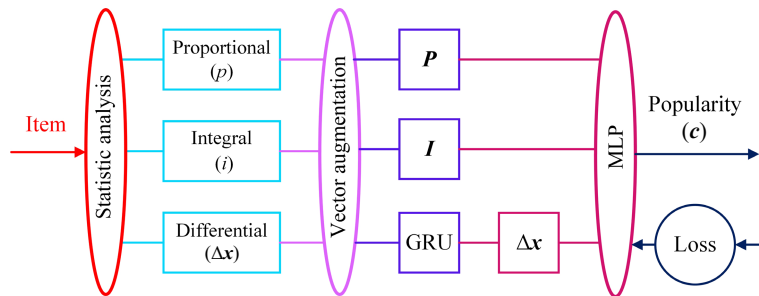 Item
Statistic analysis
Proportional
(p)
Integral
(i)
Differential
(Δx)
Vector augmentation
P
I
GRU
Δx
MLP
Popularity
(c)
Loss